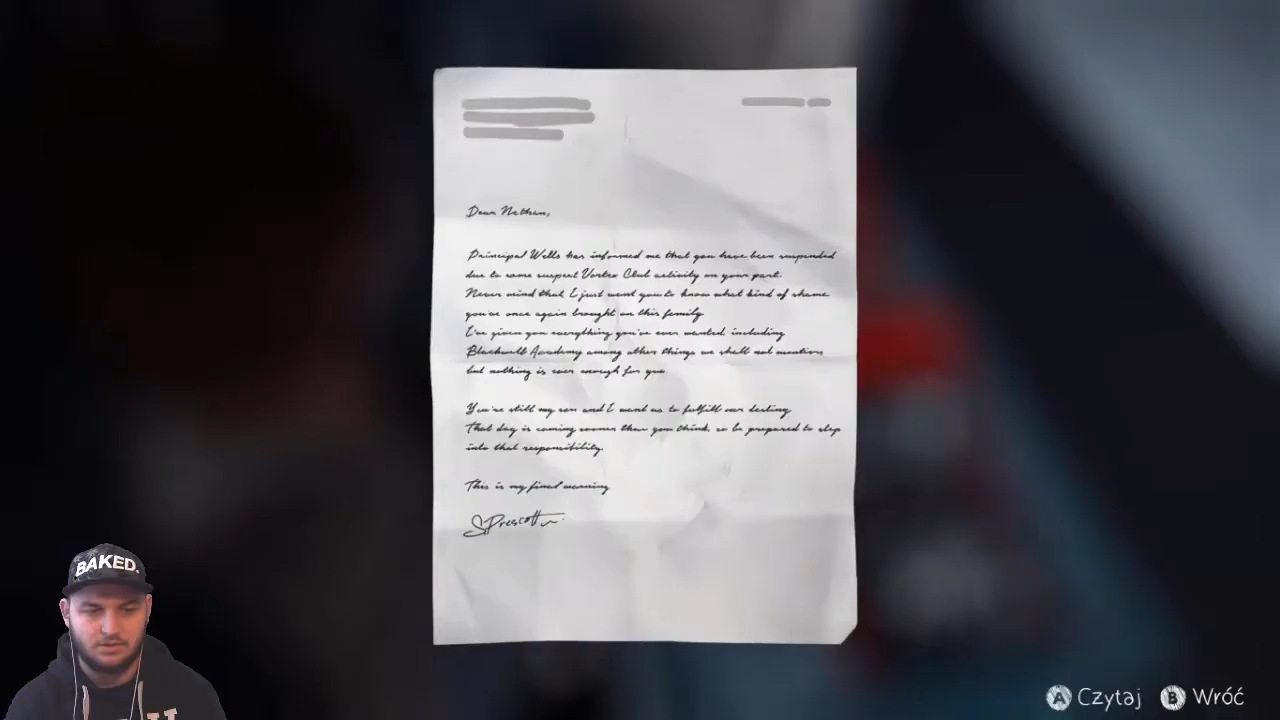 Dear Nathan,
Principal Wells has informed me that you have been suspended
due to some suspect Vortex Club activity on your part.
Never mind that I just want you to know what kind of shame
you've once again brought on this family
I've given you everything you've ever wanted, including
Blackwell Academy among other things we shall not mention
but nothing is ever enough for you.
You're still my son and I want us to fulfill our destiny
That day is coming sooner than you think, so be prepared to step
into that responsibility.
This is my final warning
SPrescott
BAKED.
A Czytaj B Wróć